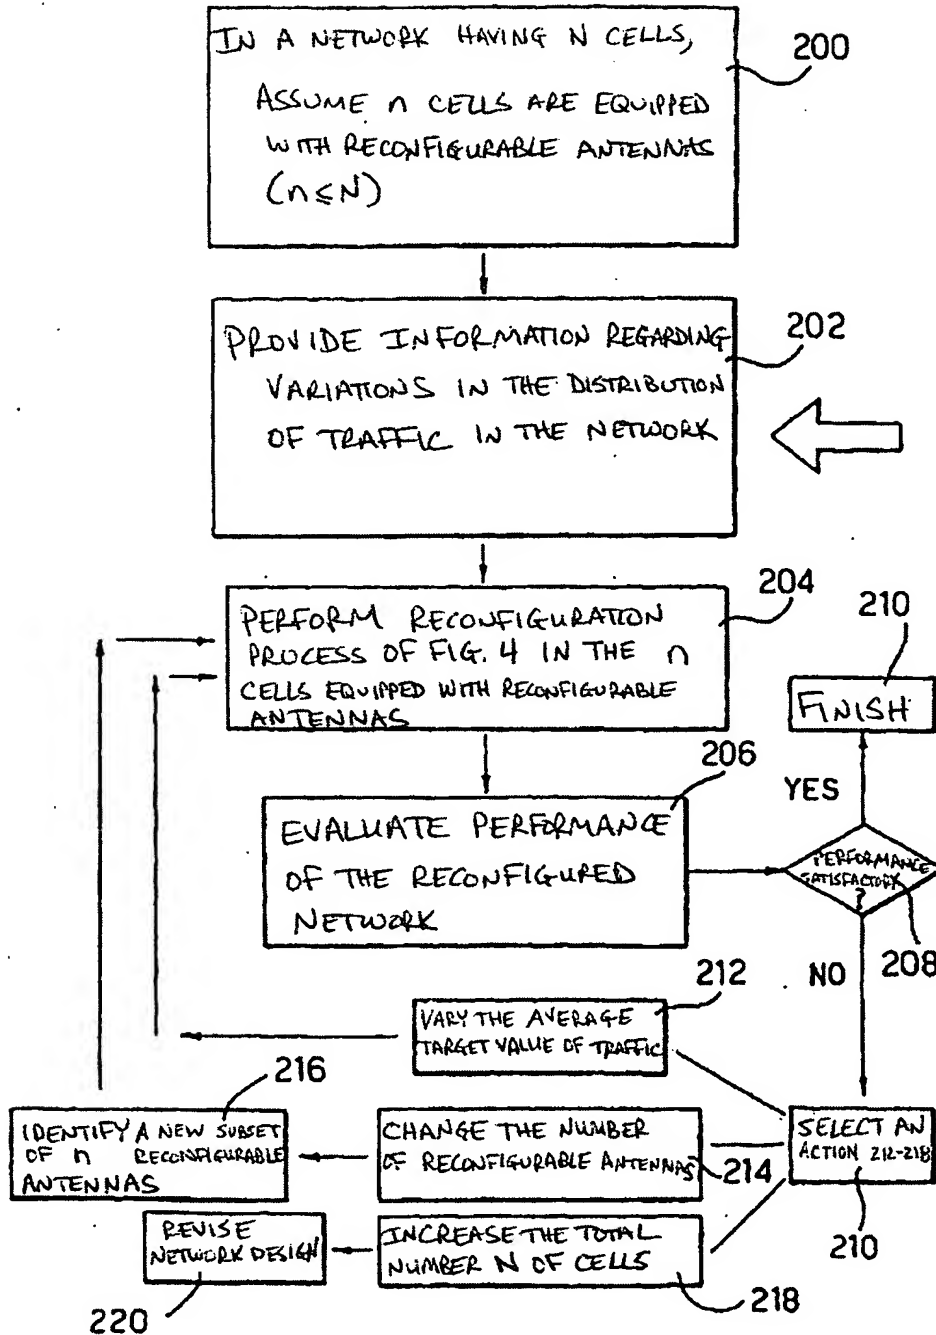 IN A NETWORK HAVING N CELLS,
ASSUME n CELLS ARE EQUIPPED
WITH RECONFIGURABLE ANTENNAS
(n≤N)
200
PROVIDE INFORMATION REGARDING
VARIATIONS IN THE DISTRIBUTION
OF TRAFFIC IN THE NETWORK
202
PERFORM RECONFIGURATION
PROCESS OF FIG. 4 IN THE n
CELLS EQUIPPED WITH RECONFIGURABLE
ANTENNAS
204
210
FINISH
206
EVALUATE PERFORMANCE
OF THE RECONFIGURED
NETWORK
YES
PERFORMANCE
SATISFACTORY
?
208
NO
212
VARY THE AVERAGE
TARGET VALUE OF TRAFFIC
216
IDENTIFY A NEW SUBSET
OF n RECONFIGURABLE
ANTENNAS
CHANGE THE NUMBER
OF RECONFIGURABLE ANTENNAS
214
SELECT AN
ACTION 212-218
210
REVISE
NETWORK DESIGN
220
INCREASE THE TOTAL
NUMBER N OF CELLS
218